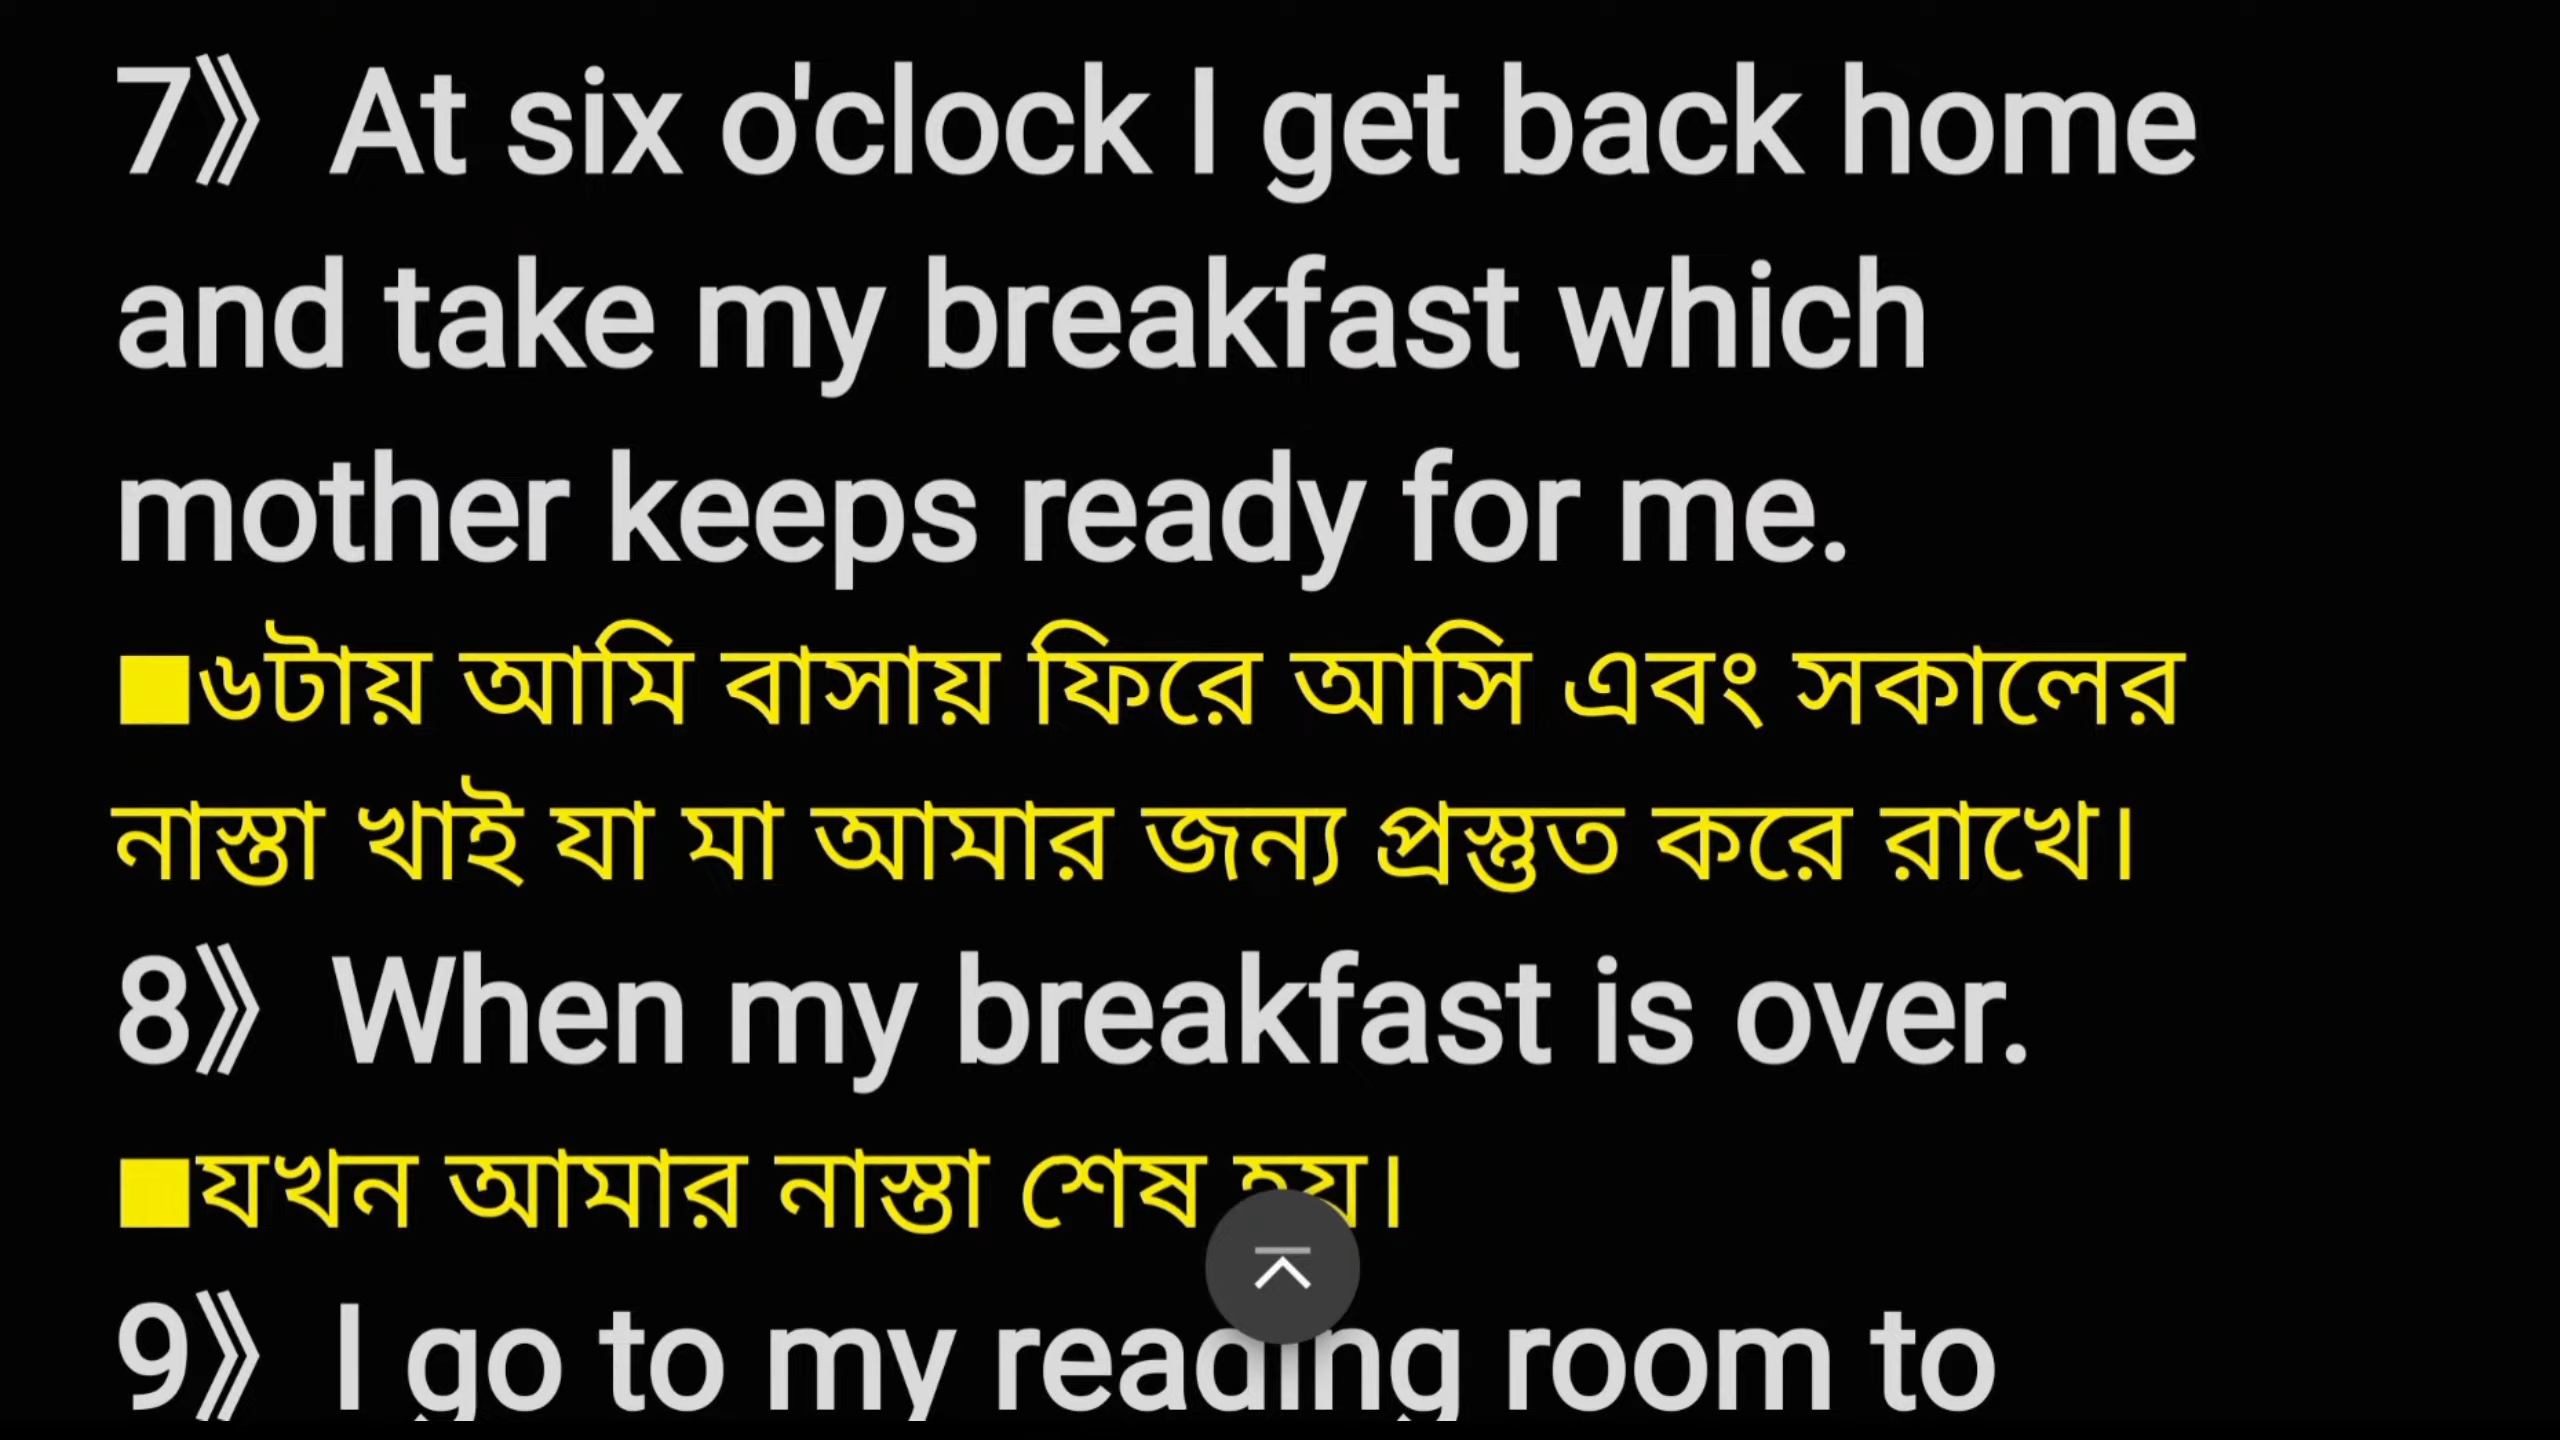 7》 At six o'clock I get back home
and take my breakfast which
mother keeps ready for me.
■৬টায় আমি বাসায় ফিরে আসি এবং সকালের
নাস্তা খাই যা মা আমার জন্য প্রস্তুত করে রাখে।
8》 When my breakfast is over.
■যখন আমার নাস্তা শেষ হয়।
9》 I go to my reading room to